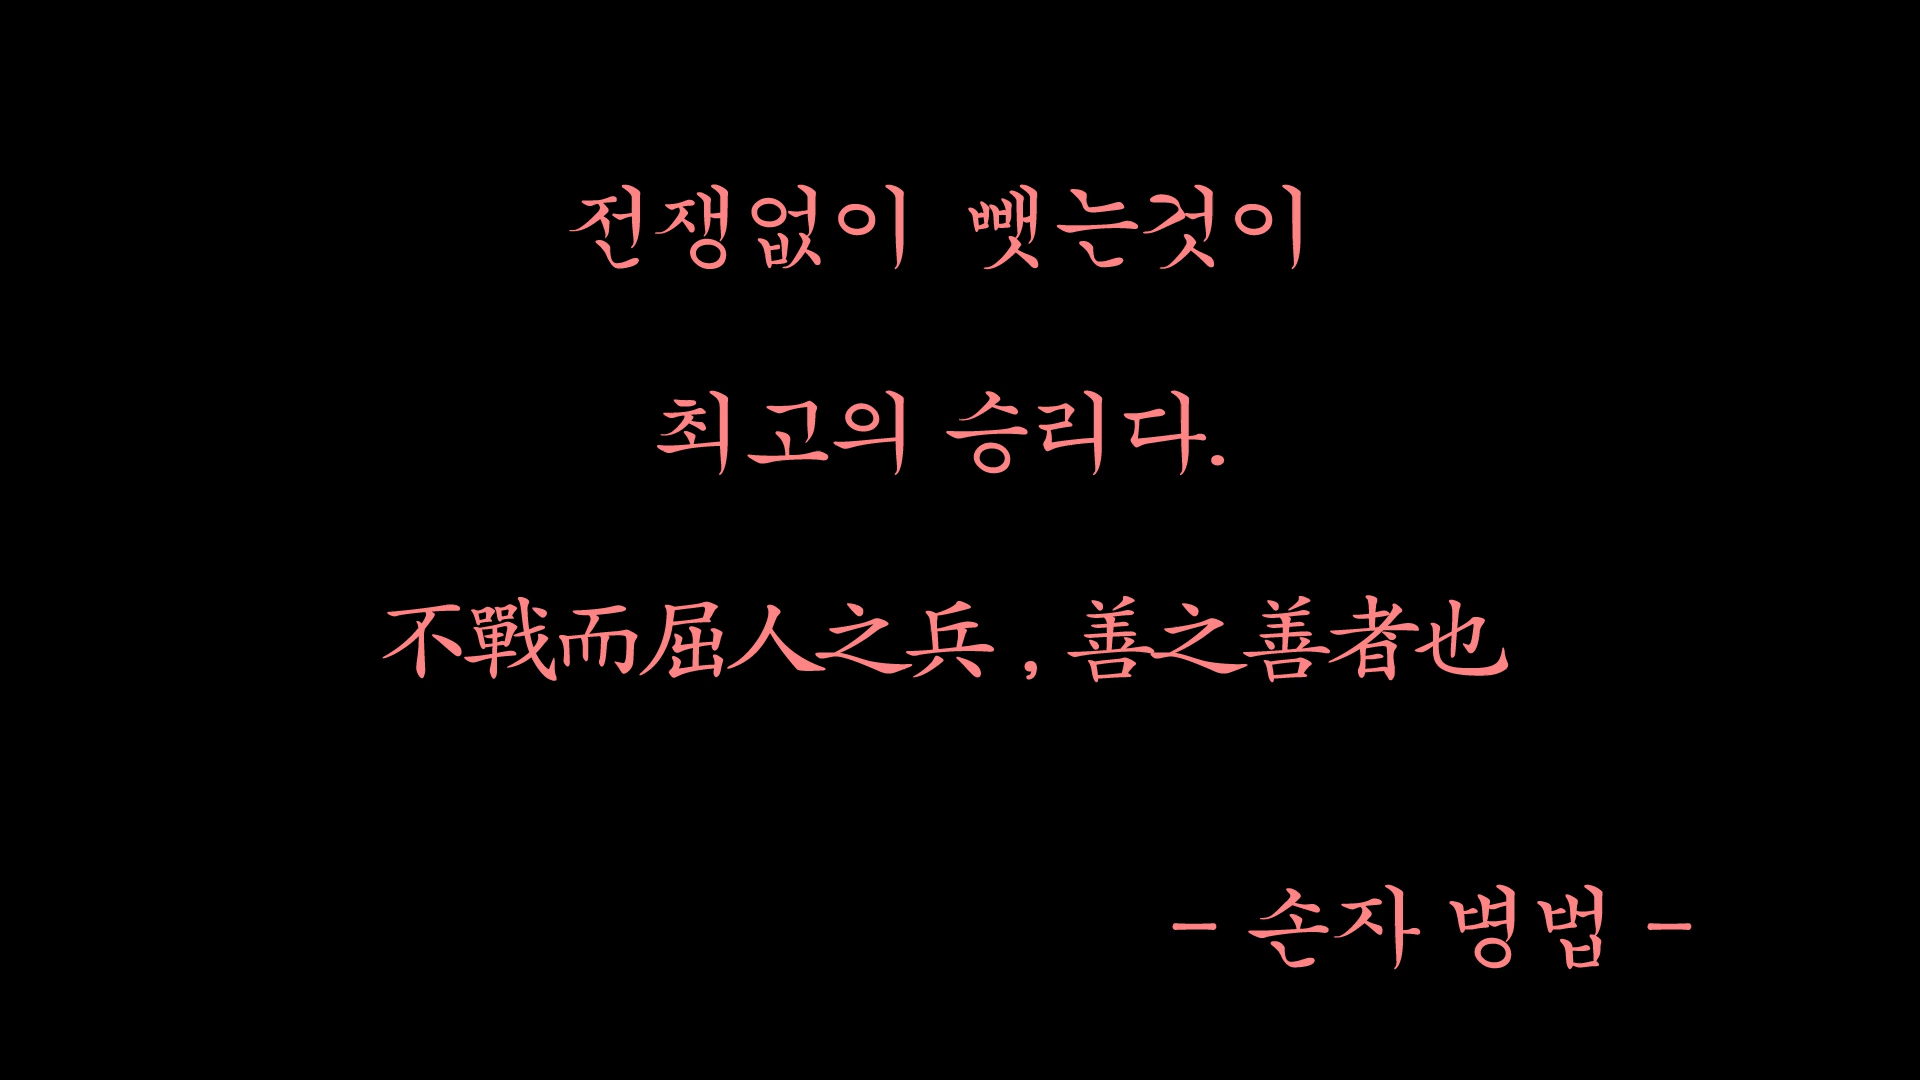 전쟁없이 뺏는것이
최고의 승리다.
不戰而屈人之兵 , 善之善者也
- 손자 병법 -